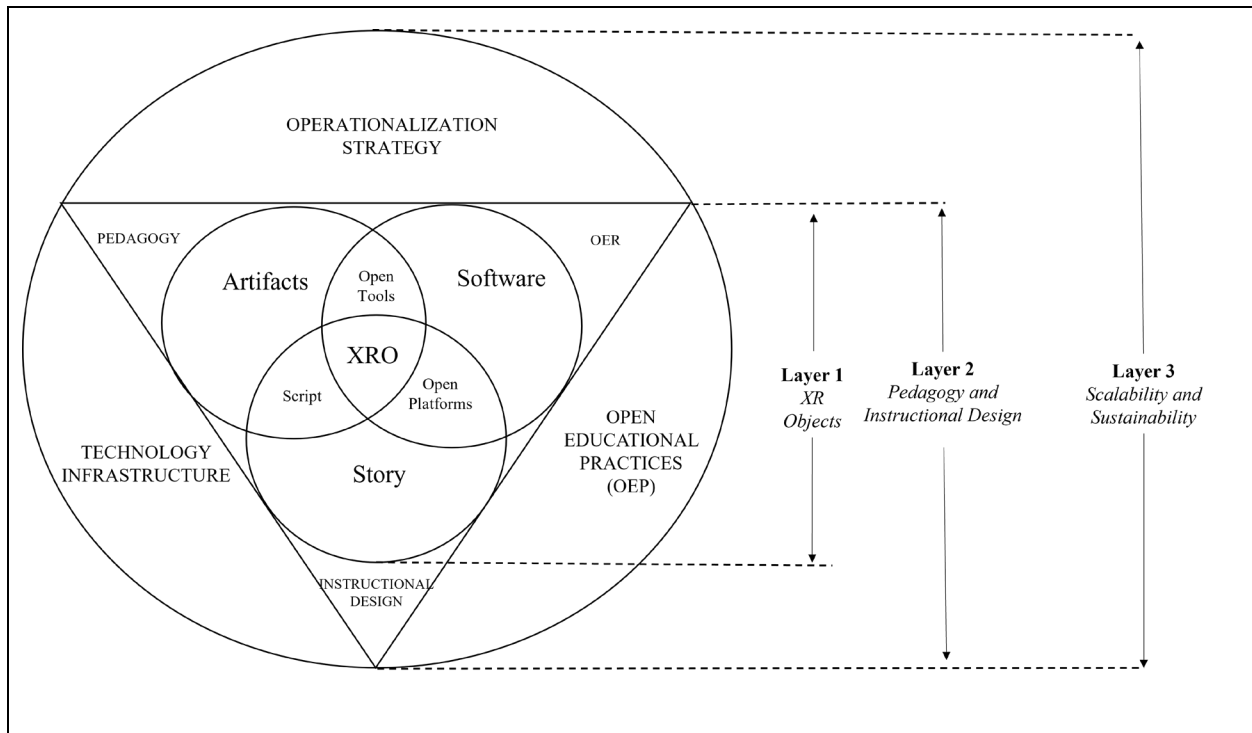 OPERATIONALIZATION
STRATEGY
PEDAGOGY
OER
Artifacts
Open
Tools
Software
XRO
Script
Open
Platforms
Story
TECHNOLOGY
INFRASTRUCTURE
OPEN
EDUCATIONAL
PRACTICES
(OEP)
INSTRUCTIONAL
DESIGN
Layer 1
XR
Objects
Layer 2
Pedagogy and
Instructional Design
Layer 3
Scalability and
Sustainability